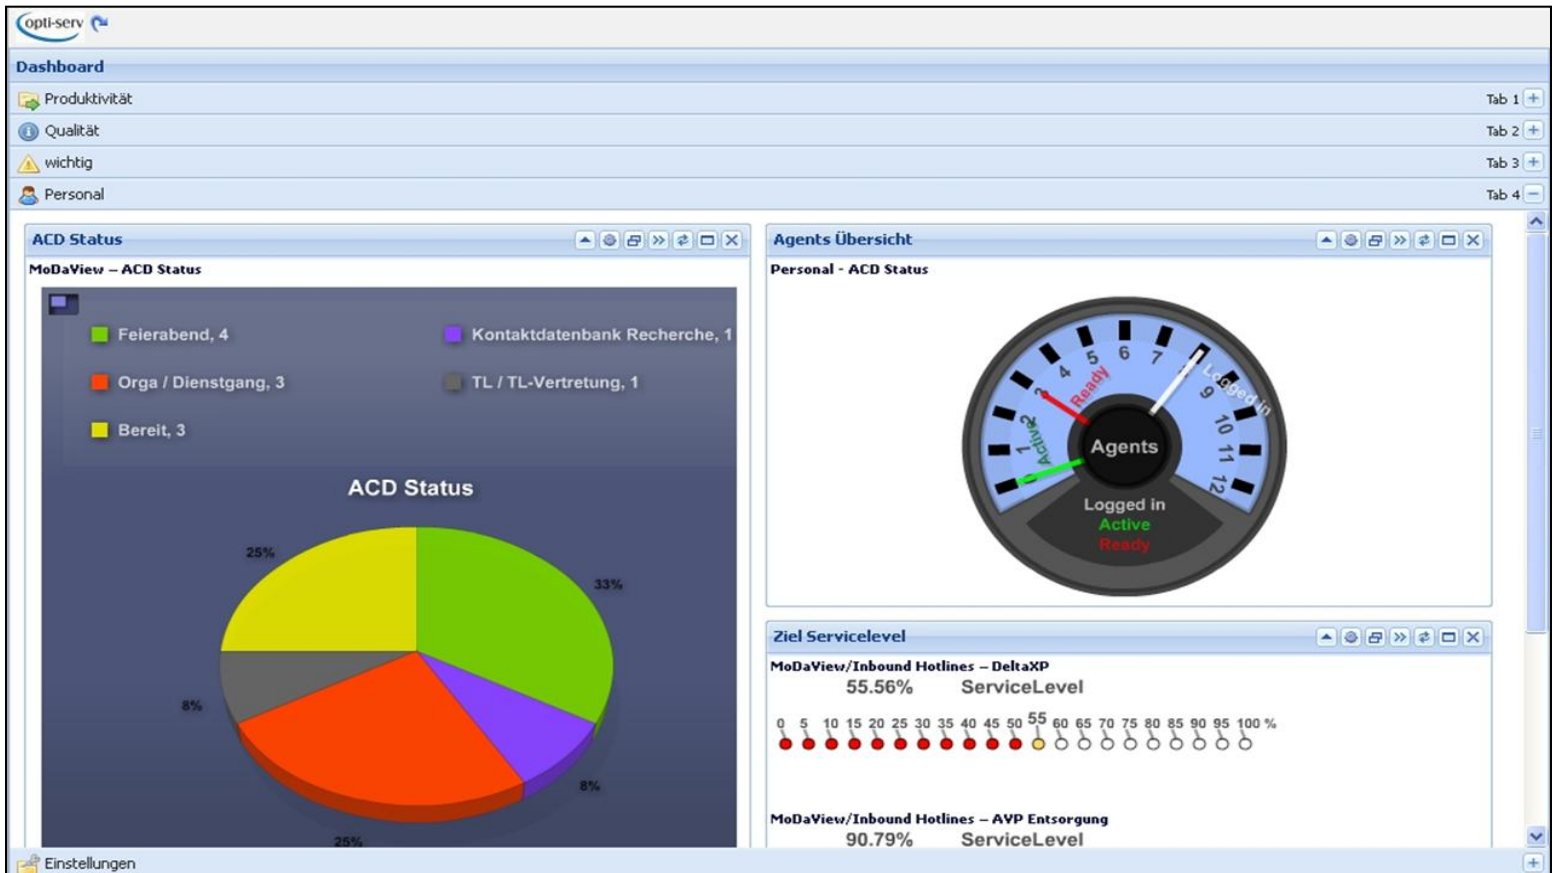 opti-serv
Dashboard
Produktivität Tab 1
Qualität Tab 2
wichtig Tab 3
Personal Tab 4
ACD Status
MoDaView – ACD Status
Feierabend, 4
Kontaktdatenbank Recherche, 1
Orga / Dienstgang, 3
TL / TL-Vertretung, 1
Bereit, 3
ACD Status
25%
33%
8%
8%
25%
Agents Übersicht
Personal - ACD Status
0 1 2 3 4 5 6 7 8 9 10 11 12
Active
Ready
Logged in
Agents
Logged in
Active
Ready
Ziel Servicelevel
MoDaView/Inbound Hotlines – DeltaXP
55.56% ServiceLevel
0 5 10 15 20 25 30 35 40 45 50 55 60 65 70 75 80 85 90 95 100 %
MoDaView/Inbound Hotlines – AVP Entsorgung
90.79% ServiceLevel
Einstellungen